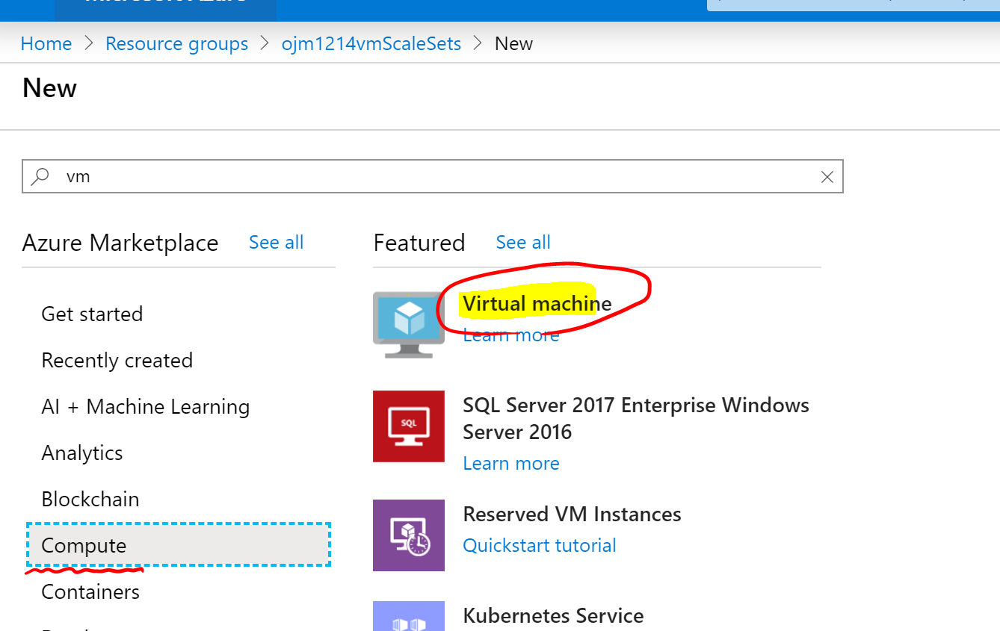 Microsoft Azure
Home > Resource groups > ojm1214vmScaleSets > New
New
vm
Azure Marketplace See all
Get started
Recently created
AI + Machine Learning
Analytics
Blockchain
Compute
Containers
Featured See all
Virtual machine
Learn more
SQL Server 2017 Enterprise Windows
Server 2016
Learn more
SQL
Reserved VM Instances
Quickstart tutorial
Kubernetes Service